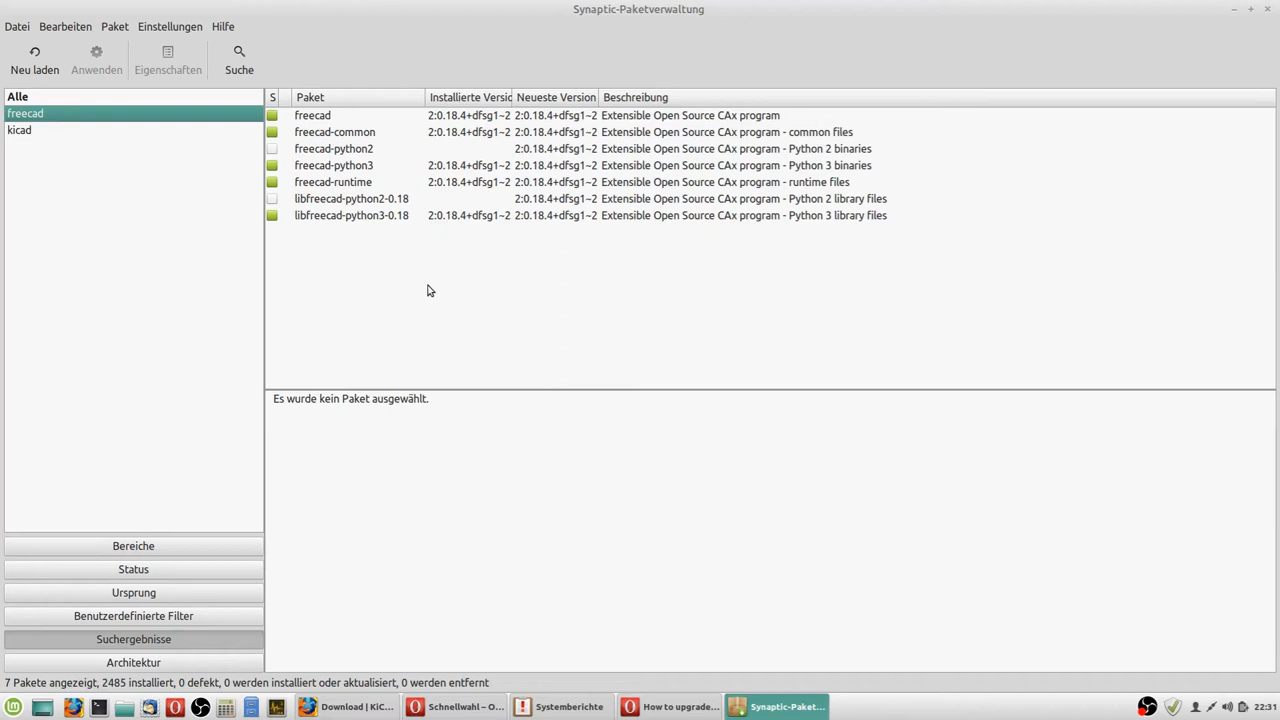 Synaptic-Paketverwaltung
Datei Bearbeiten Paket Einstellungen Hilfe
Neu laden Anwenden Eigenschaften Suche
Alle
freecad
kicad
S Paket Installierte Versic Neueste Version Beschreibung
freecad 2:0.18.4+dfsg1~2 2:0.18.4+dfsg1~2 Extensible Open Source CAx program
freecad-common 2:0.18.4+dfsg1~2 2:0.18.4+dfsg1~2 Extensible Open Source CAx program - common files
freecad-python2 2:0.18.4+dfsg1~2 Extensible Open Source CAx program - Python 2 binaries
freecad-python3 2:0.18.4+dfsg1~2 2:0.18.4+dfsg1~2 Extensible Open Source CAx program - Python 3 binaries
freecad-runtime 2:0.18.4+dfsg1~2 2:0.18.4+dfsg1~2 Extensible Open Source CAx program - runtime files
libfreecad-python2-0.18 2:0.18.4+dfsg1~2 Extensible Open Source CAx program - Python 2 library files
libfreecad-python3-0.18 2:0.18.4+dfsg1~2 2:0.18.4+dfsg1~2 Extensible Open Source CAx program - Python 3 library files
Es wurde kein Paket ausgewählt.
Bereiche
Status
Ursprung
Benutzerdefinierte Filter
Suchergebnisse
Architektur
7 Pakete angezeigt, 2485 installiert, 0 defekt, 0 werden installiert oder aktualisiert, 0 werden entfernt
Download | KiC... Schnellwahl – O... Systemberichte How to upgrade... Synaptic-Paket... 22:31